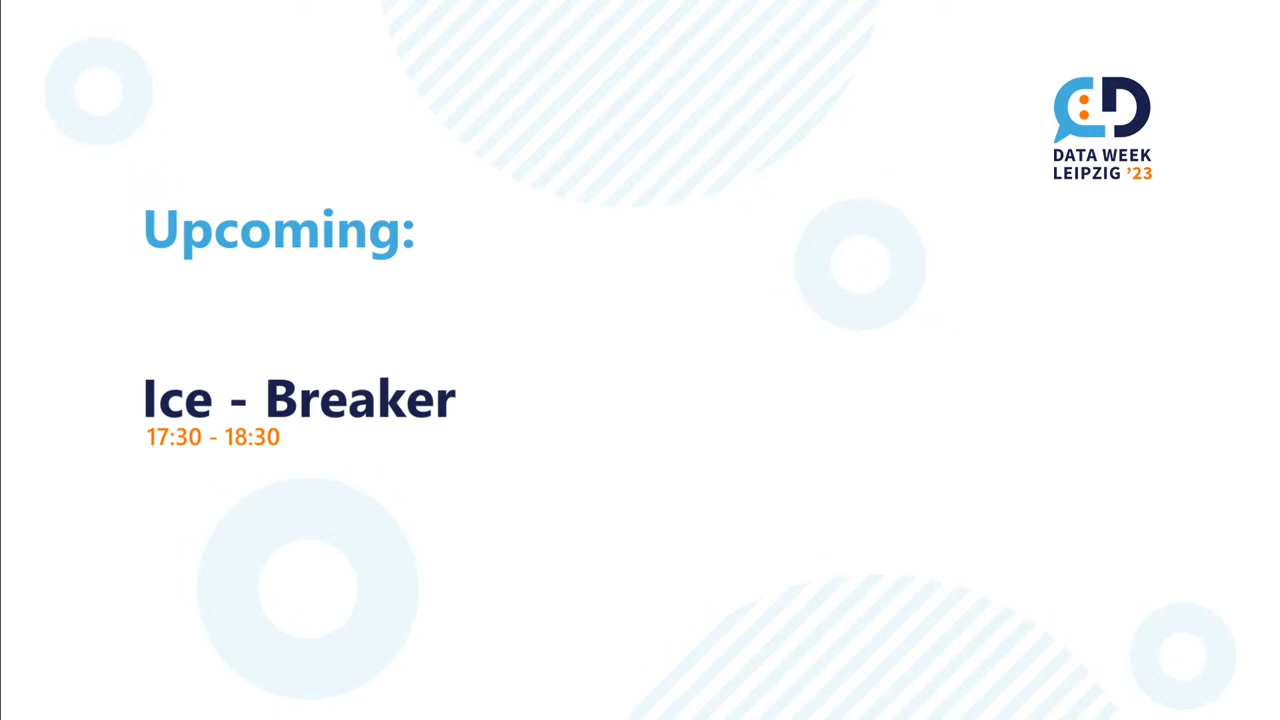 DATA WEEK
LEIPZIG ’23
Upcoming:
Ice - Breaker
17:30 - 18:30